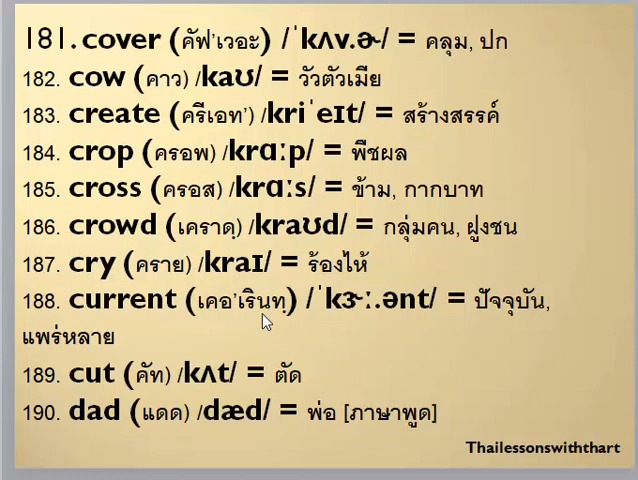 181. cover (คัฟ'เวอะ) /ˈkʌv.ɚ/ = คลุม, ปก
182. cow (คาว) /kaʊ/ = วัวตัวเมีย
183. create (ครีเอท') /kriˈeɪt/ = สร้างสรรค์
184. crop (ครอพ) /krɑːp/ = พืชผล
185. cross (ครอส) /krɑːs/ = ข้าม, กากบาท
186. crowd (เคราดฺ) /kraʊd/ = กลุ่มคน, ฝูงชน
187. cry (คราย) /kraɪ/ = ร้องไห้
188. current (เคอ'เรินทฺ) /ˈkɝː.ənt/ = ปัจจุบัน,
แพร่หลาย
189. cut (คัท) /kʌt/ = ตัด
190. dad (แดด) /dæd/ = พ่อ [ภาษาพูด]
Thailessonswiththart